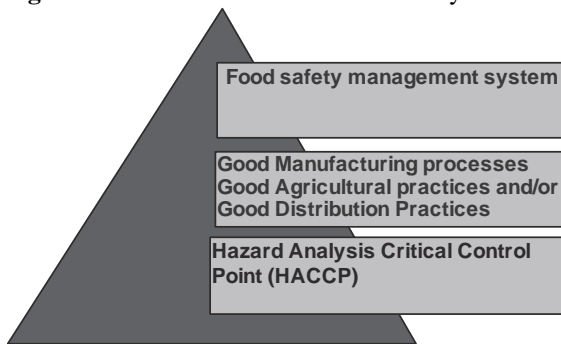 Food safety management system
Good Manufacturing processes
Good Agricultural practices and/or
Good Distribution Practices
Hazard Analysis Critical Control
Point (HACCP)